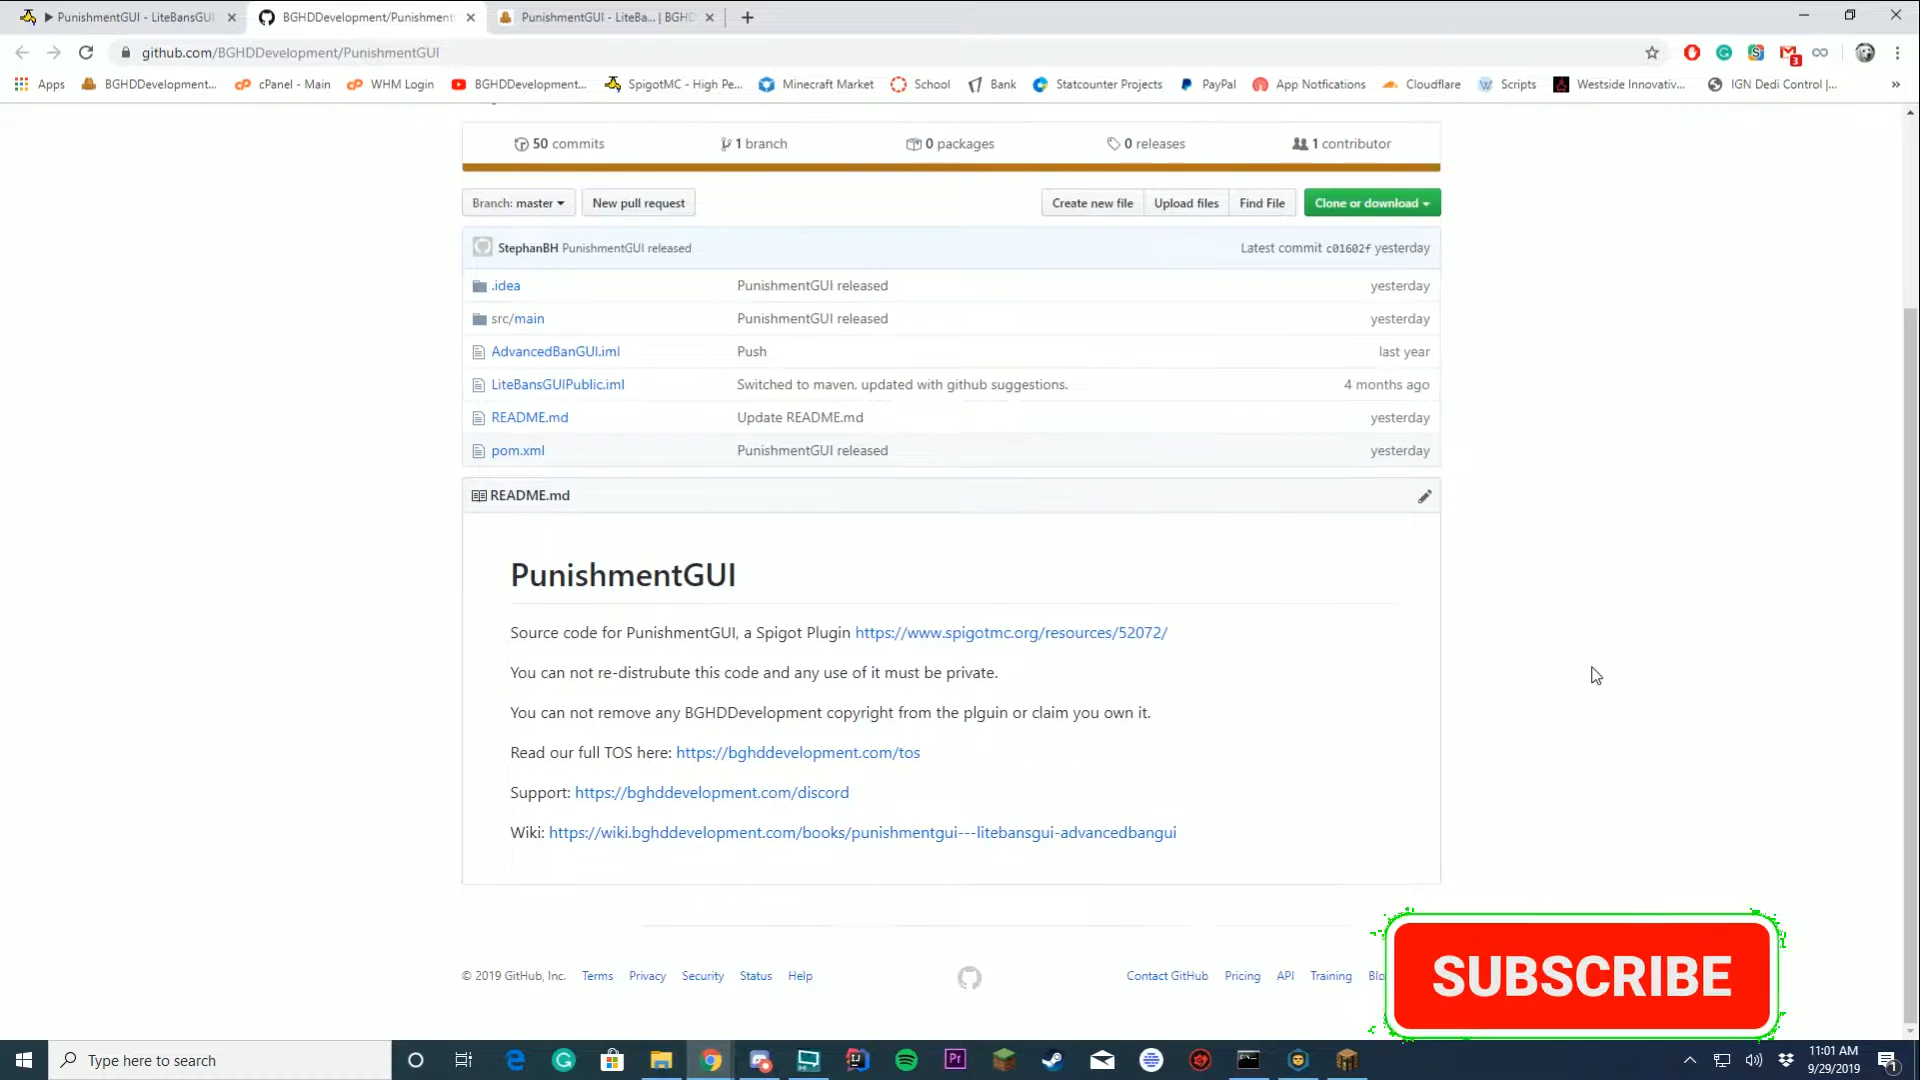 ▶ PunishmentGUI - LiteBansGUI
BGHDDevelopment/Punishment
PunishmentGUI - LiteBa... | BGHD
github.com/BGHDDevelopment/PunishmentGUI
3
Apps
BGHDDevelopment...
cPanel - Main
WHM Login
BGHDDevelopment...
SpigotMC - High Pe...
Minecraft Market
School
Bank
Statcounter Projects
PayPal
App Notfications
Cloudflare
Scripts
Westside Innovativ...
IGN Dedi Control |...
»
50 commits
1 branch
0 packages
0 releases
1 contributor
Branch: master
New pull request
Create new file
Upload files
Find File
Clone or download
StephanBH PunishmentGUI released
Latest commit c01602f yesterday
.idea
PunishmentGUI released
yesterday
src/main
PunishmentGUI released
yesterday
AdvancedBanGUI.iml
Push
last year
LiteBansGUIPublic.iml
Switched to maven, updated with github suggestions.
4 months ago
README.md
Update README.md
yesterday
pom.xml
PunishmentGUI released
yesterday
README.md
PunishmentGUI
Source code for PunishmentGUI, a Spigot Plugin https://www.spigotmc.org/resources/52072/
You can not re-distrubute this code and any use of it must be private.
You can not remove any BGHDDevelopment copyright from the plguin or claim you own it.
Read our full TOS here: https://bghddevelopment.com/tos
Support: https://bghddevelopment.com/discord
Wiki: https://wiki.bghddevelopment.com/books/punishmentgui---litebansgui-advancedbangui
© 2019 GitHub, Inc.
Terms
Privacy
Security
Status
Help
Contact GitHub
Pricing
API
Training
Blo
SUBSCRIBE
Type here to search
Pr
11:01 AM
9/29/2019
1